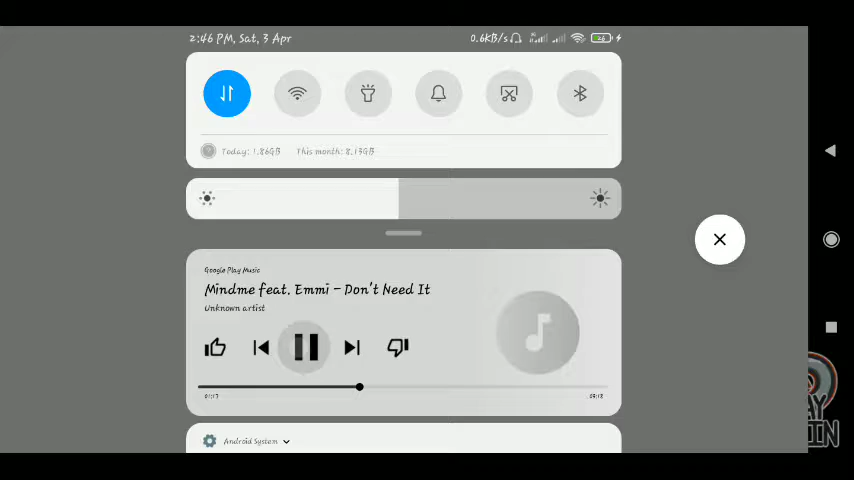 2:46 PM, Sat, 3 Apr
0.6KB/s
Today: 1.86GB This month: 8.13GB
Google Play Music
Mindme feat. Emmi - Don't Need It
Unknown artist
Android System